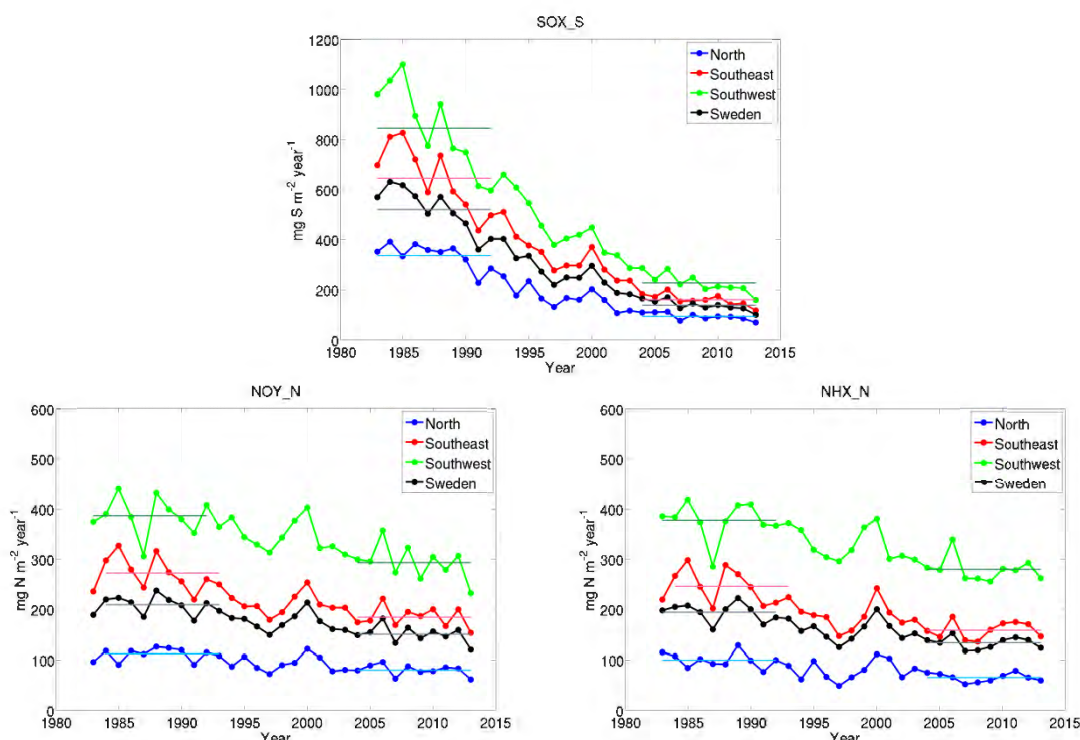 SOX_S
1200
1000
800
600
400
200
0
mg S m⁻² year⁻¹
North
Southeast
Southwest
Sweden
1980 1985 1990 1995 2000 2005 2010 2015
Year
NOY_N
600
500
400
300
200
100
0
mg N m⁻² year⁻¹
North
Southeast
Southwest
Sweden
1980 1985 1990 1995 2000 2005 2010 2015
Year
NHX_N
600
500
400
300
200
100
0
mg N m⁻² year⁻¹
North
Southeast
Southwest
Sweden
1980 1985 1990 1995 2000 2005 2010 2015
Year